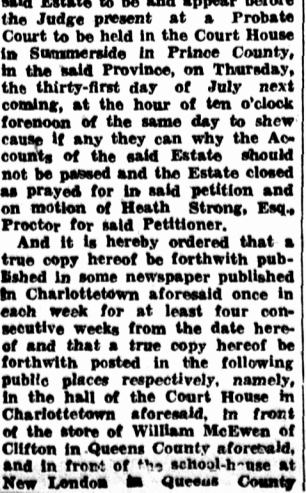 said Estate to be and appear before
the Judge present at a Probate
Court to be held in the Court House
in Summerside in Prince County,
in the said Province, on Thursday,
the thirty-first day of July next
coming, at the hour of ten o'clock
forenoon of the same day to shew
cause if any they can why the Ac-
counts of the said Estate should
not be passed and the Estate closed
as prayed for in said petition and
on motion of Heath Strong, Esq.,
Proctor for said Petitioner.
And it is hereby ordered that a
true copy hereof be forthwith pub-
lished in some newspaper published
in Charlottetown aforesaid once in
each week for at least four con-
secutive weeks from the date here-
of and that a true copy hereof be
forthwith posted in the following
public places respectively, namely,
in the hall of the Court House in
Charlottetown aforesaid, in front
of the store of William McEwen of
Clifton in Queens County aforesaid,
and in front of the school-house at
New London in Queens County